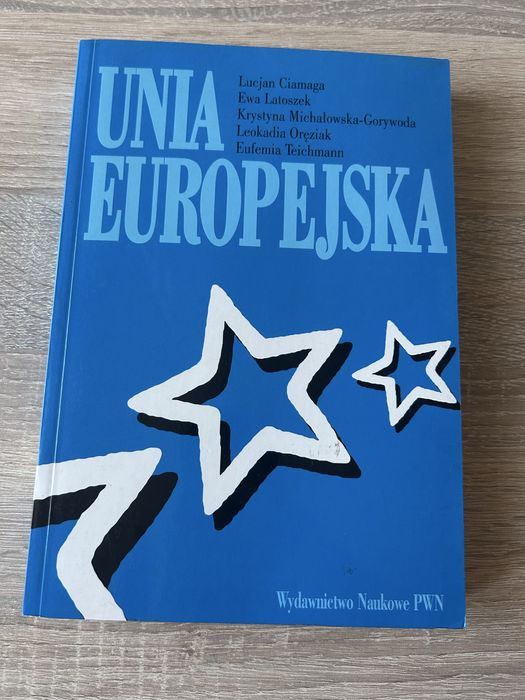 UNIA
Lucjan Ciamaga
Ewa Latoszek
Krystyna Michałowska-Gorywoda
Leokadia Oręziak
Eufemia Teichmann
EUROPEJSKA
Wydawnictwo Naukowe PWN